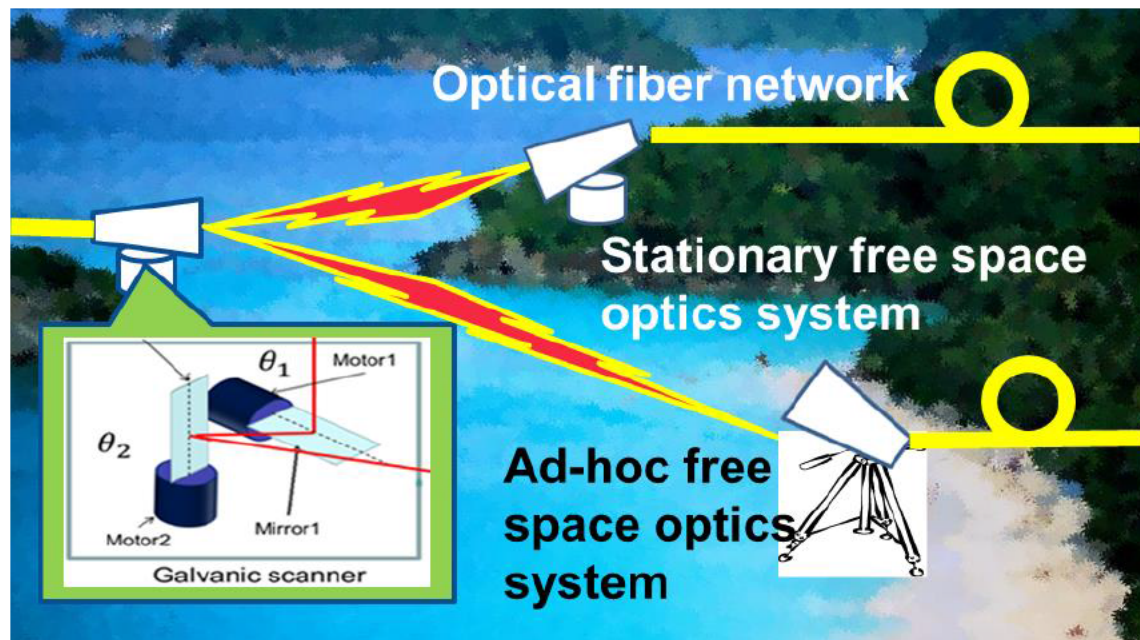 Optical fiber network
Stationary free space
optics system
θ1
Motor1
θ2
Motor2
Mirror1
Galvanic scanner
Ad-hoc free
space optics
system